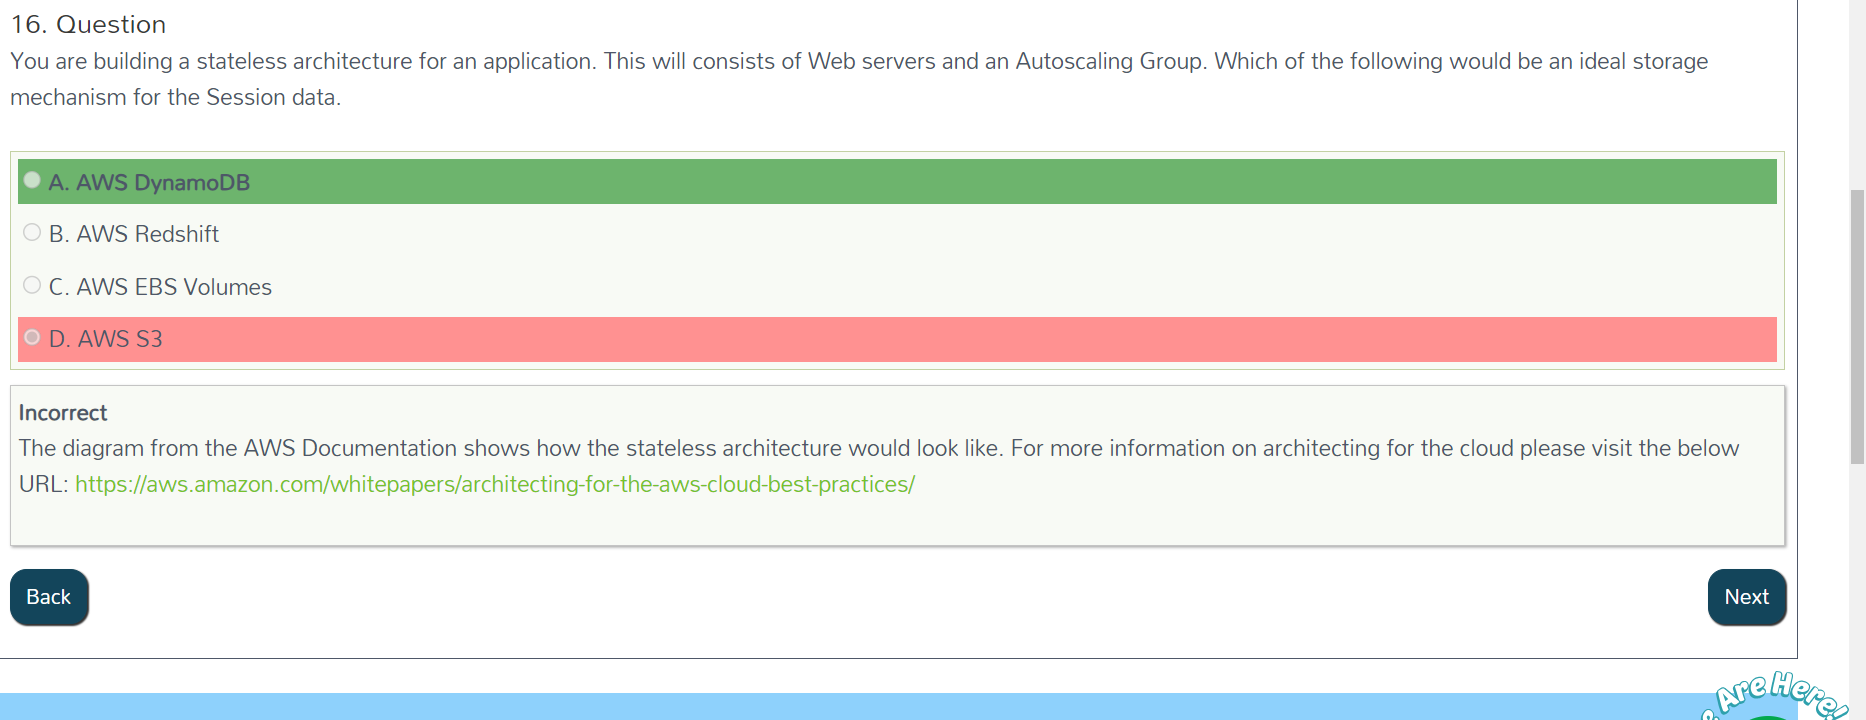 16. Question
You are building a stateless architecture for an application. This will consists of Web servers and an Autoscaling Group. Which of the following would be an ideal storage
mechanism for the Session data.
A. AWS DynamoDB
B. AWS Redshift
C. AWS EBS Volumes
D. AWS S3
Incorrect
The diagram from the AWS Documentation shows how the stateless architecture would look like. For more information on architecting for the cloud please visit the below
URL: https://aws.amazon.com/whitepapers/architecting-for-the-aws-cloud-best-practices/
Back
Next
Are Here!